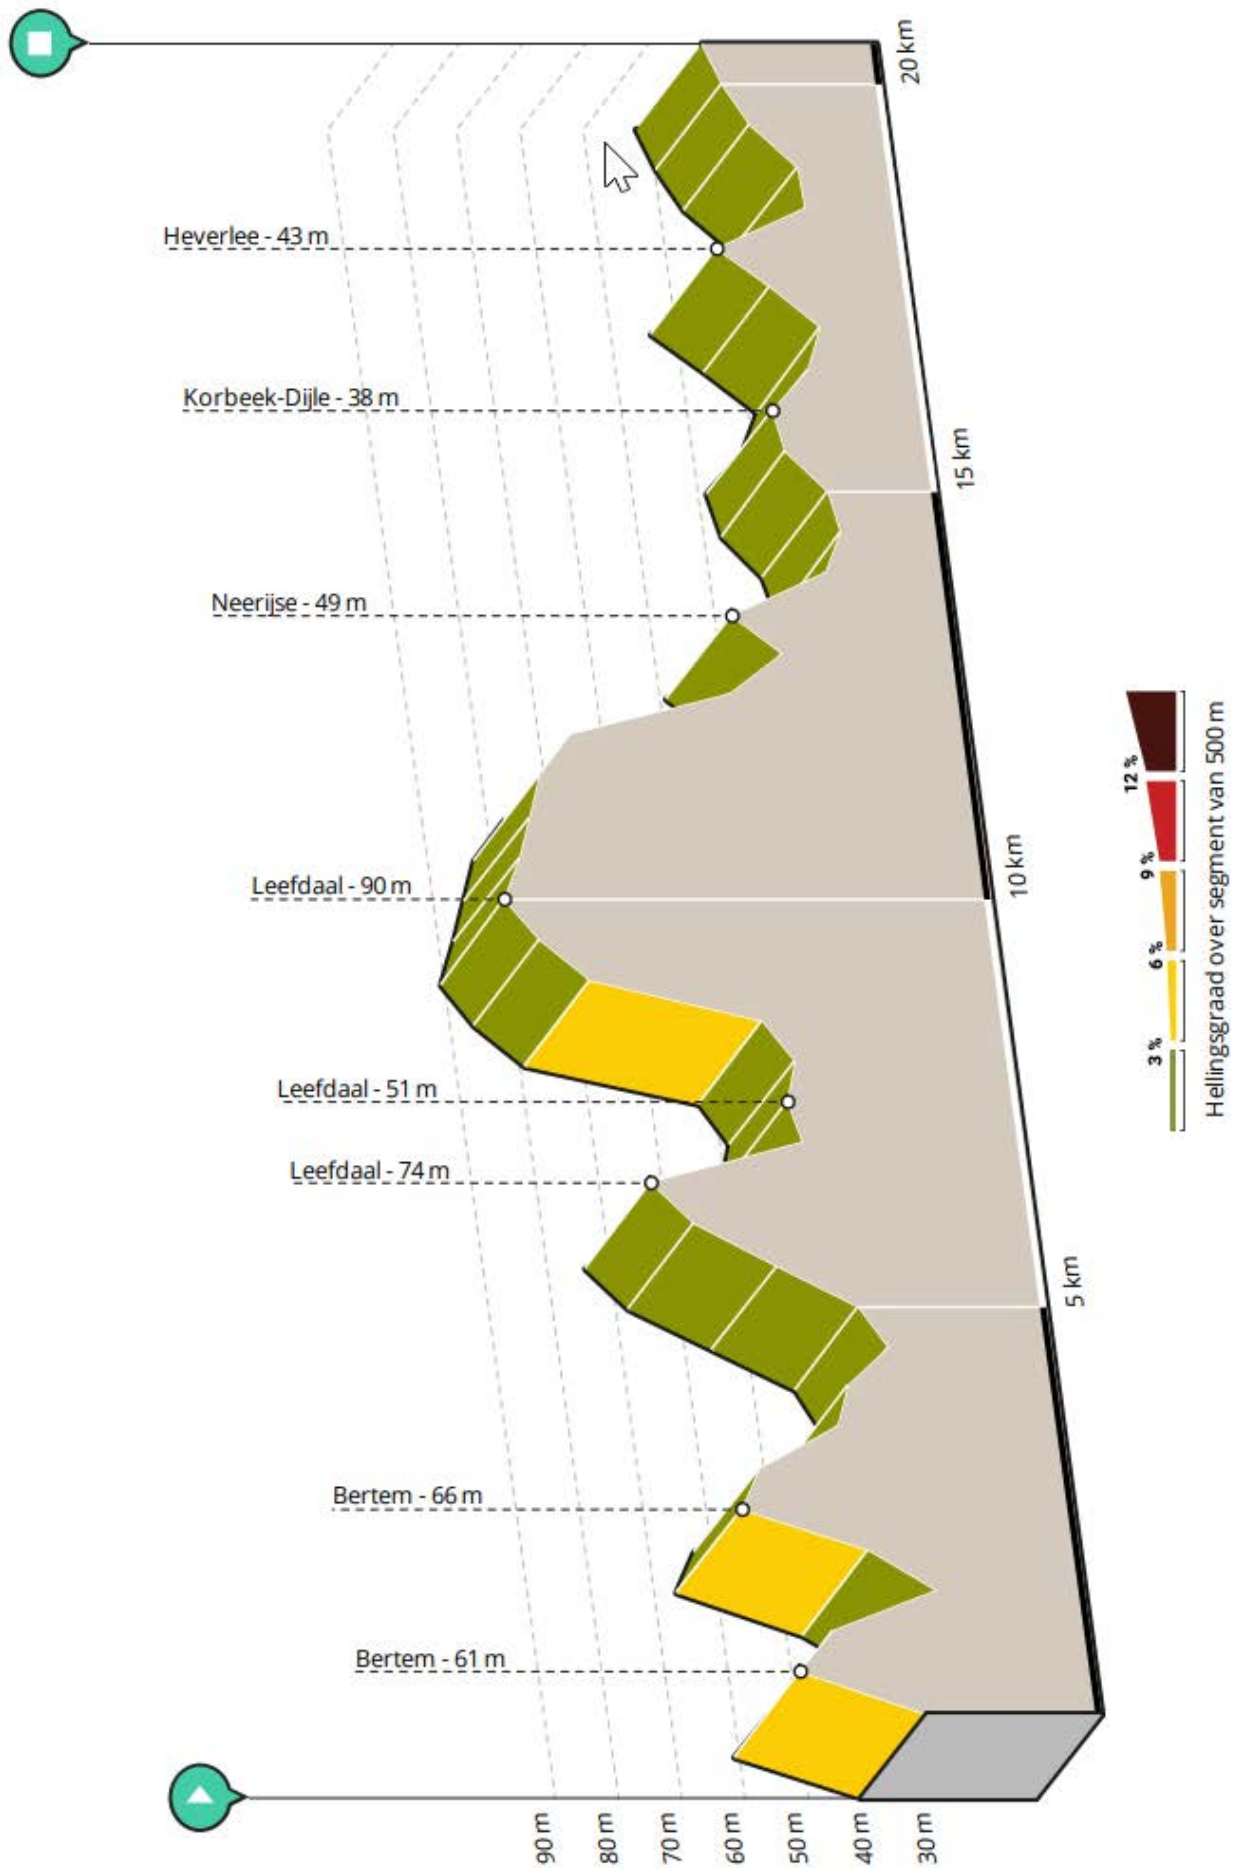 Heverlee - 43 m
Korbeek-Dijle - 38 m
Neerijse - 49 m
Leefdaal - 90 m
Leefdaal - 51 m
Leefdaal - 74 m
Bertem - 66 m
Bertem - 61 m
90 m
80 m
70 m
60 m
50 m
40 m
30 m
5 km
10 km
15 km
20 km
3 %
6 %
9 %
12 %
Hellingsgraad over segment van 500 m